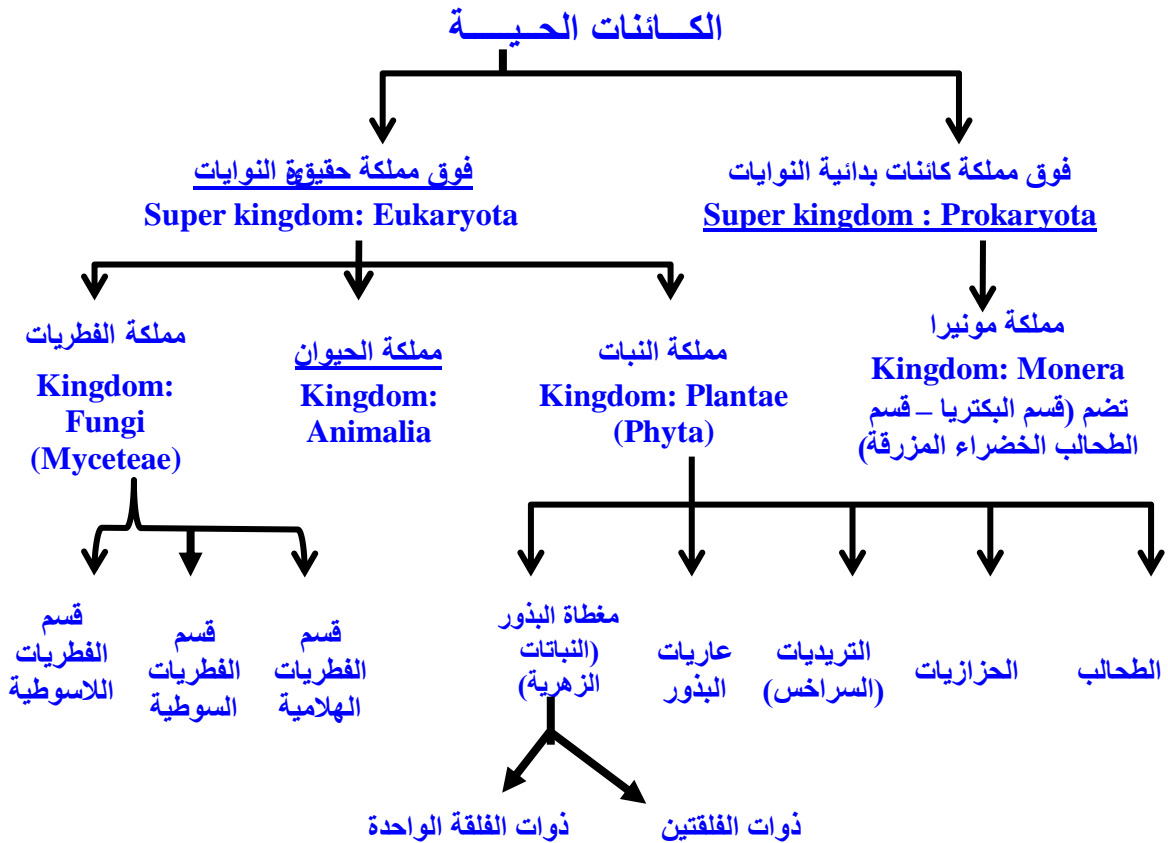 الكـــائنات الحـيـــــة
فوق مملكة كائنات بدائية النوايات
Super kingdom : Prokaryota
فوق مملكة النوايات
Super kingdom: Eukaryota
مملكة مونيرا
Kingdom: Monera
تضم (قسم البكتريا – قسم
الطحالب الخضراء المزرقة)
مملكة النبات
Kingdom: Plantae
(Phyta)
مملكة الحيوان
Kingdom:
Animalia
مملكة الفطريات
Kingdom:
Fungi
(Myceteae)
الطحالب
الحزازيات
التريديات
(السراخس)
عاريات
البذور
مغطاة البذور
(النباتات
الزهرية)
قسم
الفطريات
الهلامية
قسم
الفطريات
السوطية
قسم
الفطريات
اللاسوطية
ذوات الفلقتين
ذوات الفلقة الواحدة